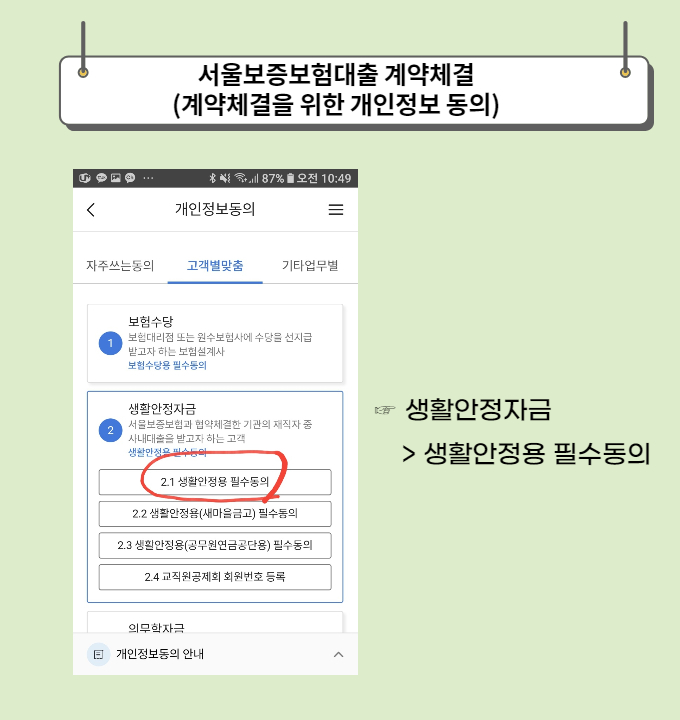 서울보증보험대출 계약체결
(계약체결을 위한 개인정보 동의)
87% 오전 10:49
개인정보동의
자주쓰는동의 고객별맞춤 기타업무별
1
보험수당
보험대리점 또는 원수보험사에 수당을 선지급
받고자 하는 보험설계사
보험수당용 필수동의
2
생활안정자금
서울보증보험과 협약체결한 기관의 재직자 중
사내대출을 받고자 하는 고객
생활안정용 필수동의
2.1 생활안정용 필수동의
2.2 생활안정용(새마을금고) 필수동의
2.3 생활안정용(공무원연금공단용) 필수동의
2.4 교직원공제회 회원번호 등록
의무학자금
개인정보동의 안내
☞ 생활안정자금
> 생활안정용 필수동의